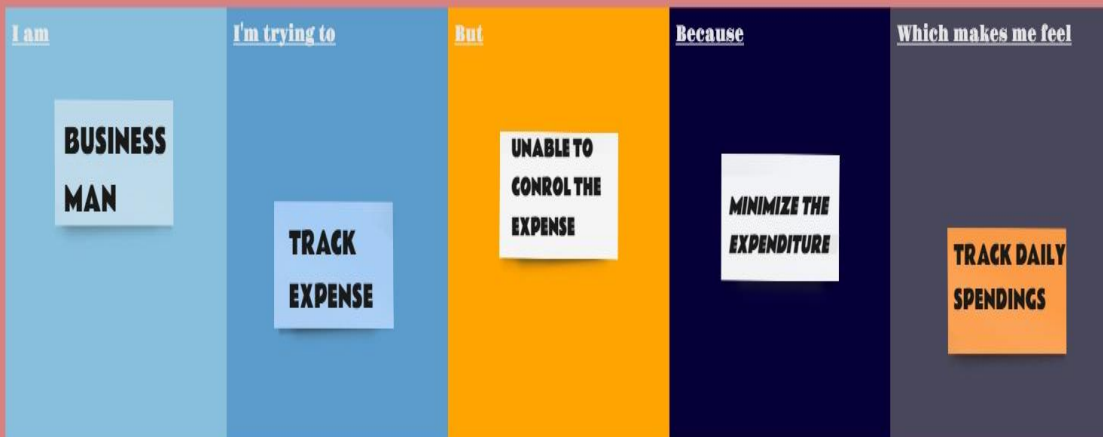 I am
BUSINESS
MAN
I'm trying to
TRACK
EXPENSE
But
UNABLE TO
CONROL THE
EXPENSE
Because
MINIMIZE THE
EXPENDITURE
Which makes me feel
TRACK DAILY
SPENDINGS